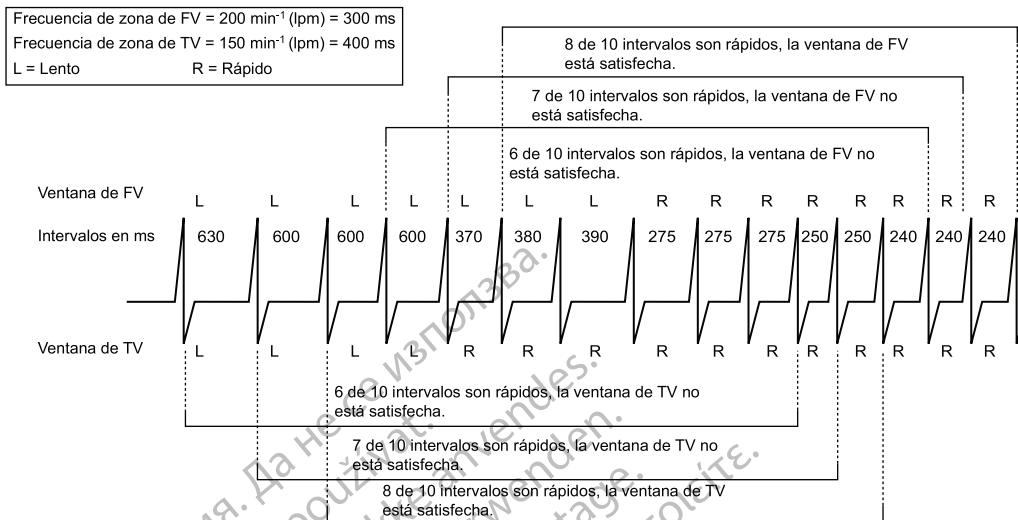 Frecuencia de zona de FV = 200 min⁻¹ (lpm) = 300 ms
Frecuencia de zona de TV = 150 min⁻¹ (lpm) = 400 ms
L = Lento R = Rápido
8 de 10 intervalos son rápidos, la ventana de FV
está satisfecha.
7 de 10 intervalos son rápidos, la ventana de FV no
está satisfecha.
6 de 10 intervalos son rápidos, la ventana de FV no
está satisfecha.
Ventana de FV L L L L L L L R R R R R R R R
Intervalos en ms 630 600 600 600 370 380 390 275 275 275 250 250 240 240 240
Ventana de TV L L L L R R R R R R R R R R R
6 de 10 intervalos son rápidos, la ventana de TV no
está satisfecha.
7 de 10 intervalos son rápidos, la ventana de TV no
está satisfecha.
8 de 10 intervalos son rápidos, la ventana de TV
está satisfecha.
Да не се използва.